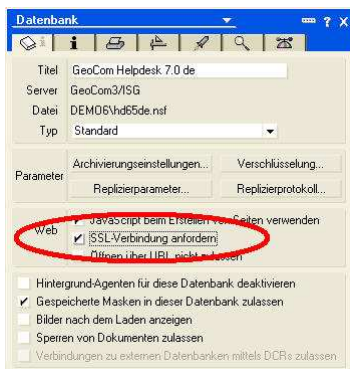 Datenbank
Titel GeoCom Helpdesk 7.0 de
Server GeoCom3/ISG
Datei DEMO6\hd65de.nsf
Typ Standard
Parameter
Archivierungseinstellungen... Verschlüsselung...
Replizierparameter... Replizierprotokoll...
Web
JavaScript beim Erstellen von Seiten verwenden
SSL-Verbindung anfordern
Öffnen über URL nicht zulassen
Hintergrund-Agenten für diese Datenbank deaktivieren
Gespeicherte Masken in dieser Datenbank zulassen
Bilder nach dem Laden anzeigen
Sperren von Dokumenten zulassen
Verbindungen zu externen Datenbanken mittels DCRs zulassen